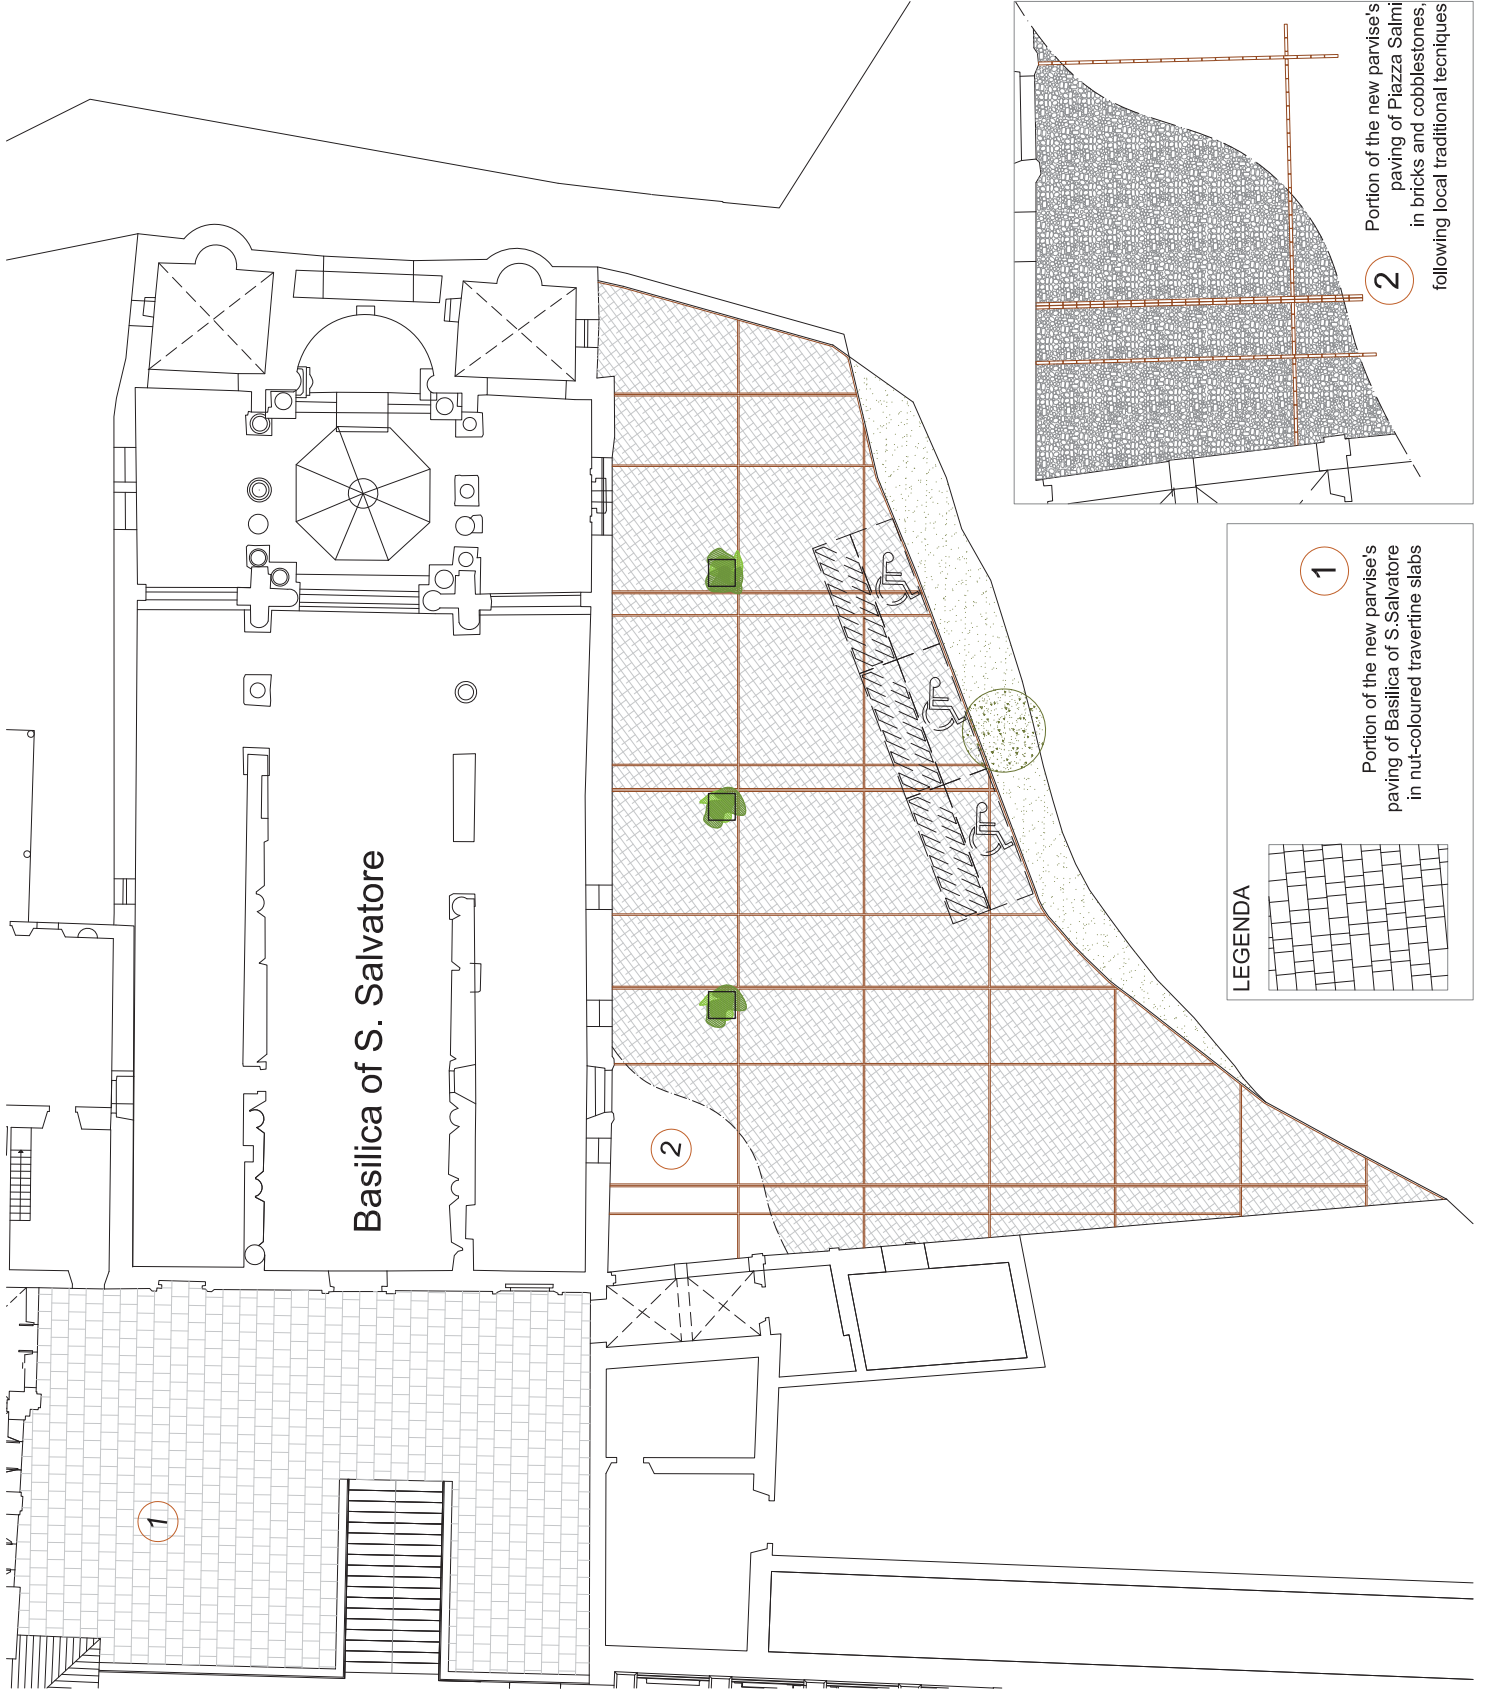 Basilica of S. Salvatore
1
2
LEGENDA
1
Portion of the new parvise's
paving of Basilica of S.Salvatore
in nut-coloured travertine slabs
2
Portion of the new parvise's
paving of Piazza Salmi
in bricks and cobblestones,
following local traditional tecniques